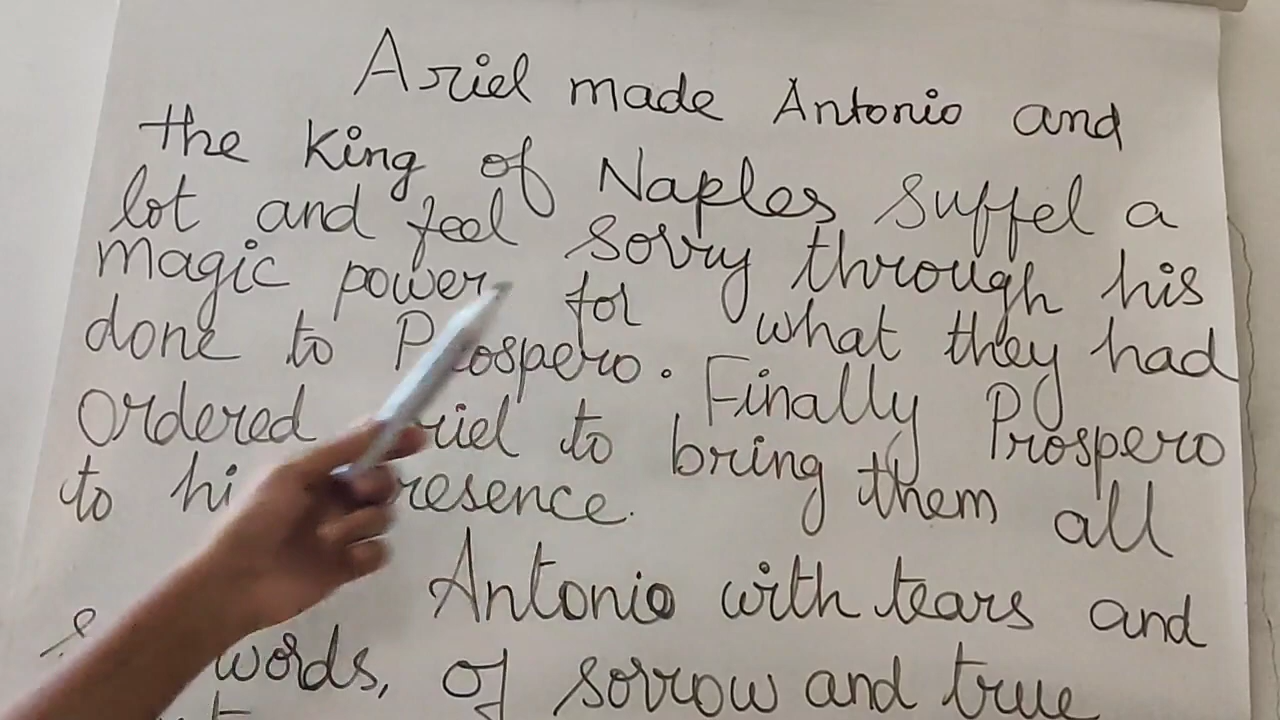 Ariel made Antonio and
the King of Naples Suffel a
lot and feel sorry through his
magic power for what they had
done to Prospero. Finally Prospero
Ordered Ariel to bring them all
to presence.
Antonio with tears and
words, of sorrow and true